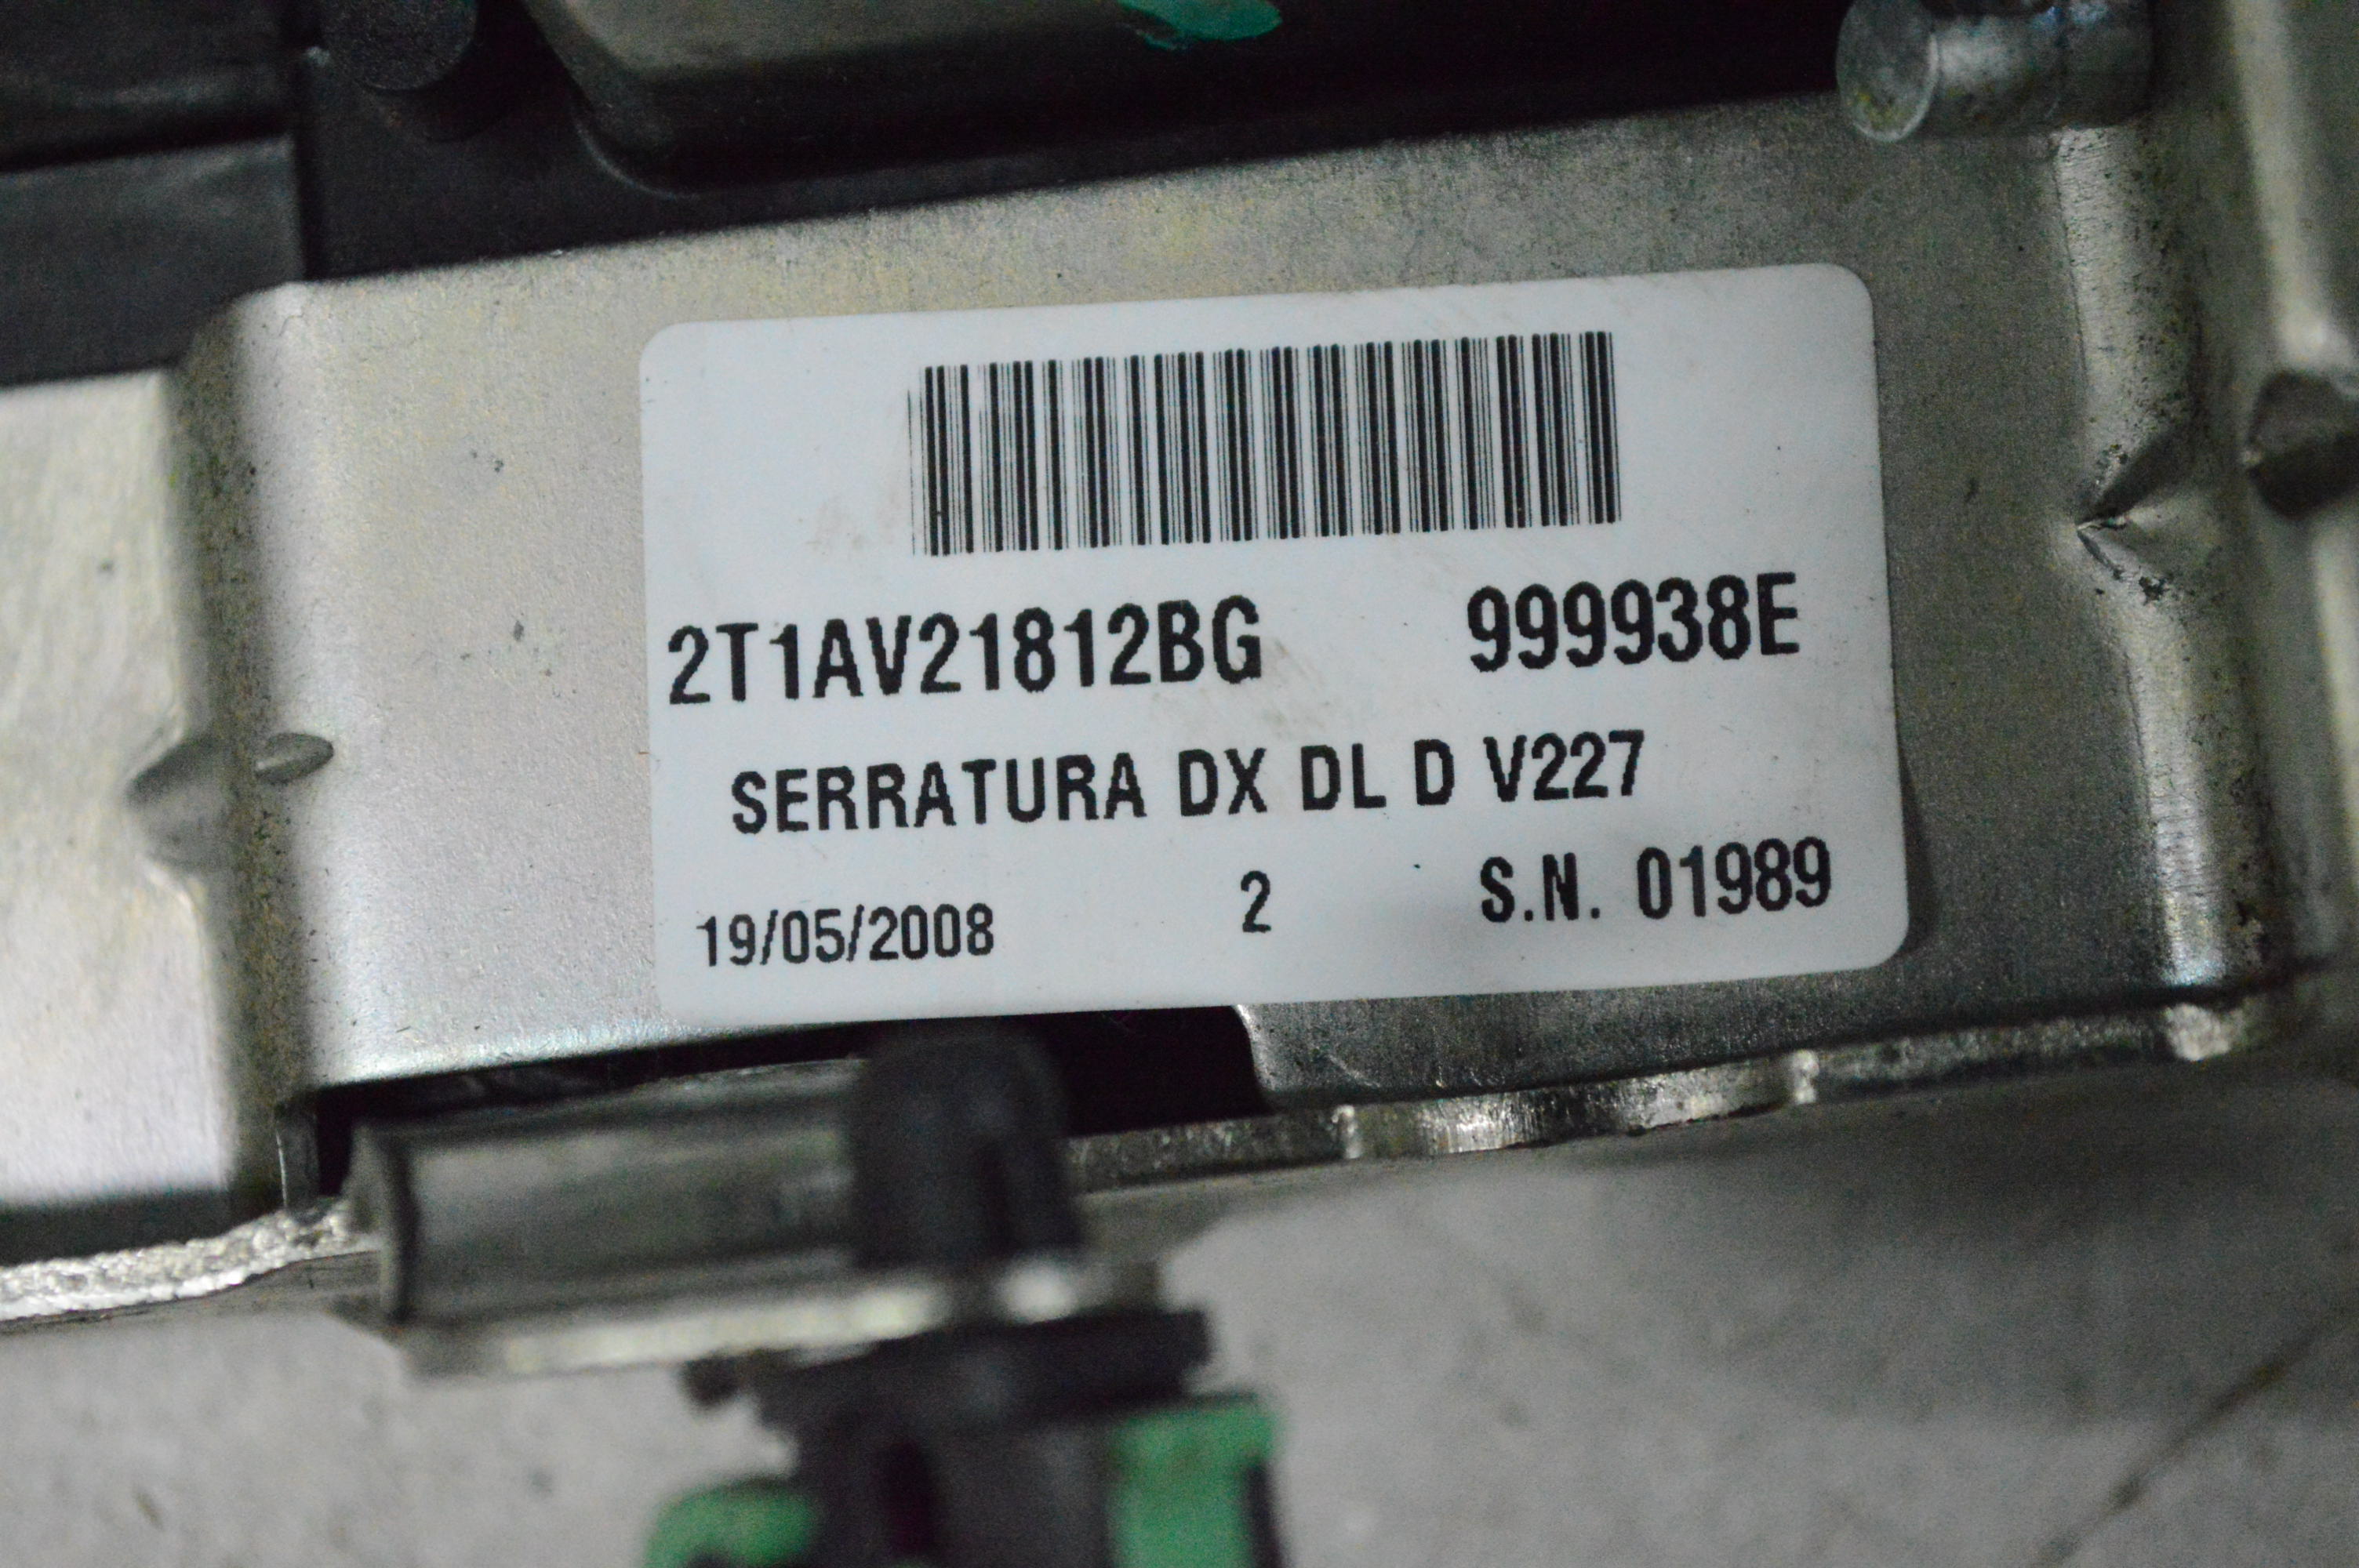 2T1AV21812BG 999938E
SERRATURA DX DL D V227
19/05/2008 2 S.N. 01989